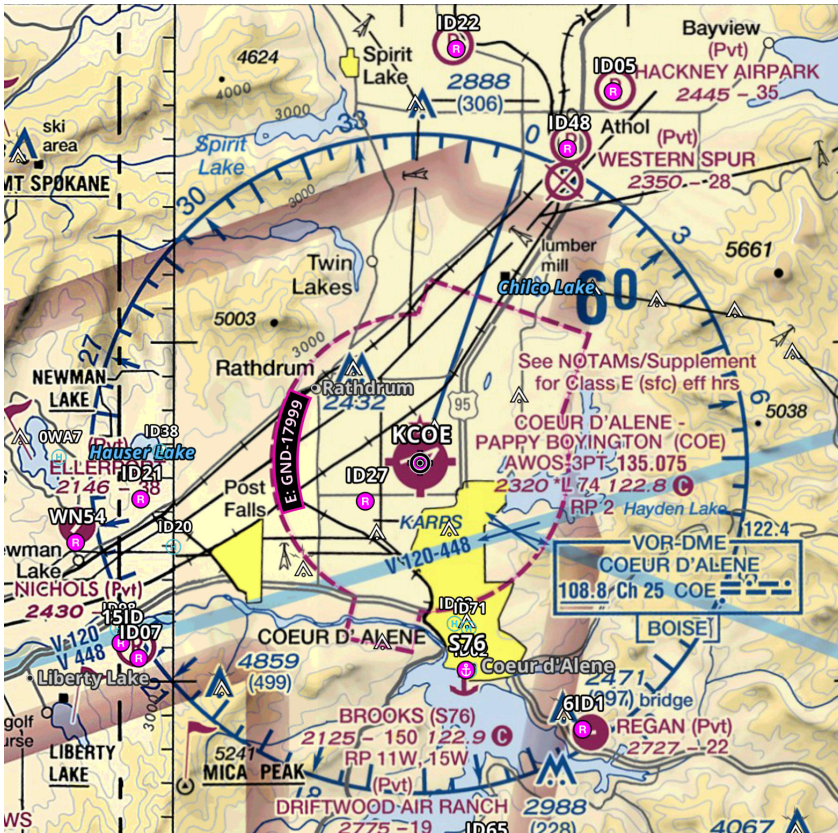 ID22
Bayview
(Pvt)
ID05
HACKNEY AIRPARK
2445 - 35
4624
4000
3000
Spirit
Lake
2888
(306)
33
0
ID48
Athol
(Pvt)
WESTERN SPUR
2350 - 28
ski
area
MT SPOKANE
Spirit
Lake
30
3000
3
lumber
mill
5661
Twin
Lakes
Chilco Lake
60
5003
3000
27
Rathdrum
Rathdrum
2432
See NOTAMs/Supplement
for Class E (sfc) eff hrs
NEWMAN
LAKE
95
6
5038
E: GND-17999
KCOE
COEUR D'ALENE -
PAPPY BOYINGTON (COE)
AWOS-3PT 135.075
2320 *L 74 122.8 C
RP 2
Hayden Lake
0WA7
ID38
(Pvt)
Hauser Lake
2146 - 38
ID21
ID27
Post
Falls
WN54
ID20
KARPS
V 120-448
122.4
VOR-DME
COEUR D'ALENE
108.8 Ch 25 COE
BOISE
Lake
NICHOLS (Pvt)
2430
15ID
ID07
V 120
V 448
ID71
COEUR D'ALENE
S76
Coeur d'Alene
Liberty Lake
4859
(499)
2471
bridge
6ID1
REGAN (Pvt)
2727 - 22
golf
LIBERTY
LAKE
3000
BROOKS (S76)
2125 - 150 122.9 C
RP 11W, 15W
5241
MICA PEAK
(Pvt)
DRIFTWOOD AIR RANCH
2775 - 19
2988
(228)
ID65
4067